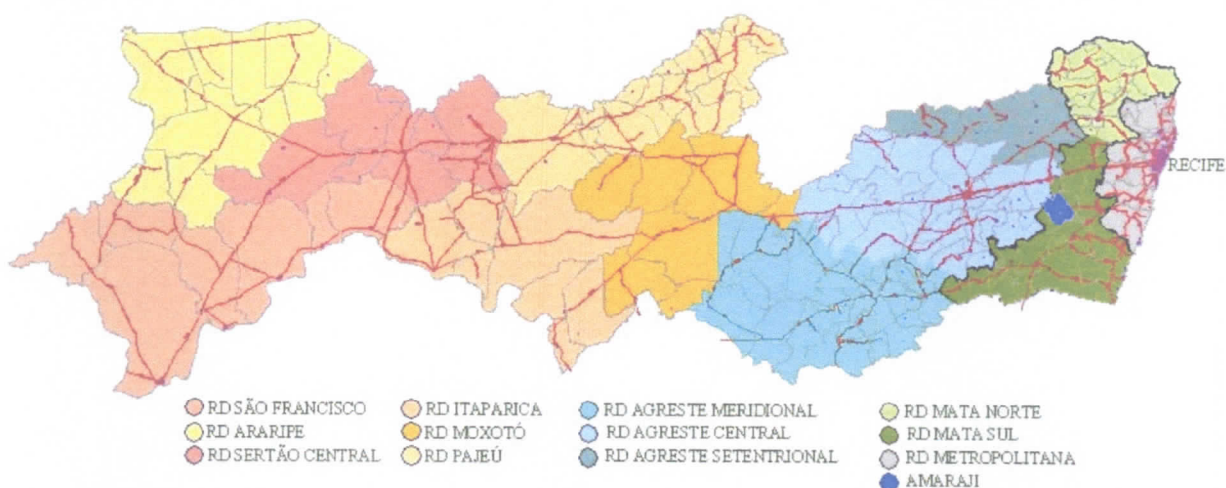 RECIFE
RD SÃO FRANCISCO
RD ARARIPE
RD SERTÃO CENTRAL
RD ITAPARICA
RD MOXOTÓ
RD PAJEÚ
RD AGRESTE MERIDIONAL
RD AGRESTE CENTRAL
RD AGRESTE SETENTRIONAL
RD MATA NORTE
RD MATA SUL
RD METROPOLITANA
AMARAJI